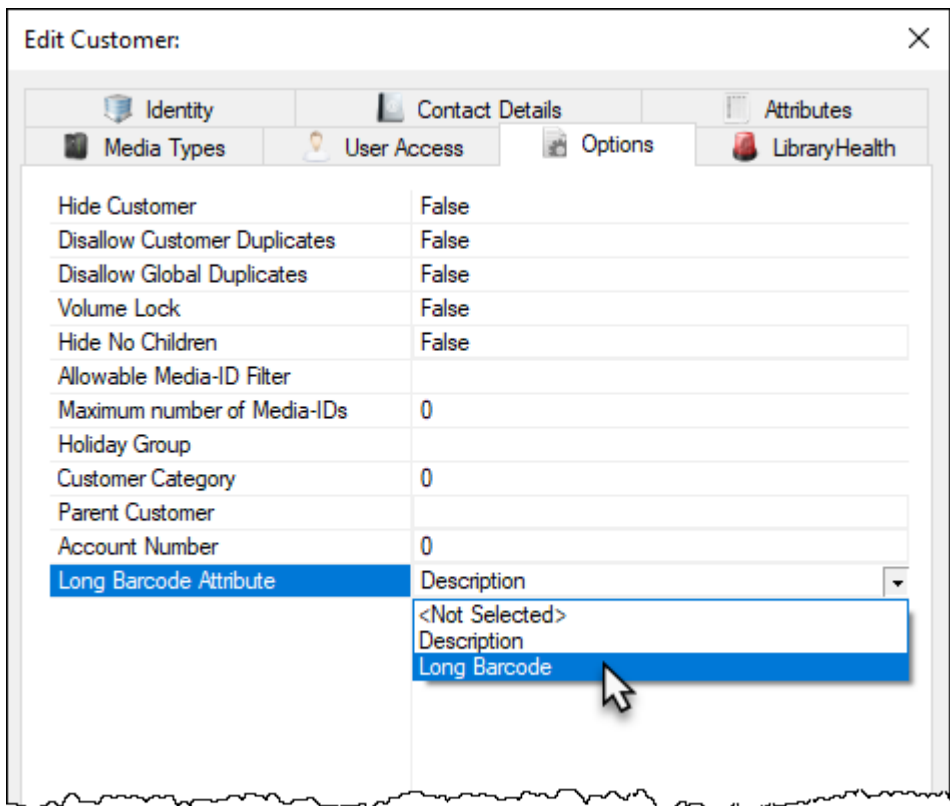 Edit Customer:
Identity Contact Details Attributes
Media Types User Access Options LibraryHealth
Hide Customer False
Disallow Customer Duplicates False
Disallow Global Duplicates False
Volume Lock False
Hide No Children False
Allowable Media-ID Filter
Maximum number of Media-IDs 0
Holiday Group
Customer Category 0
Parent Customer
Account Number 0
Long Barcode Attribute Description
<Not Selected>
Description
Long Barcode